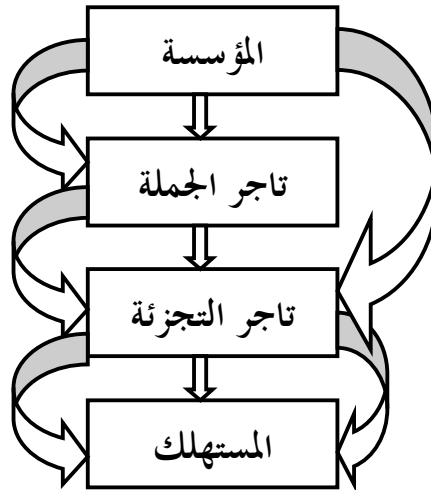 المؤسسة
تاجر الجملة
تاجر التجزئة
المستهلك